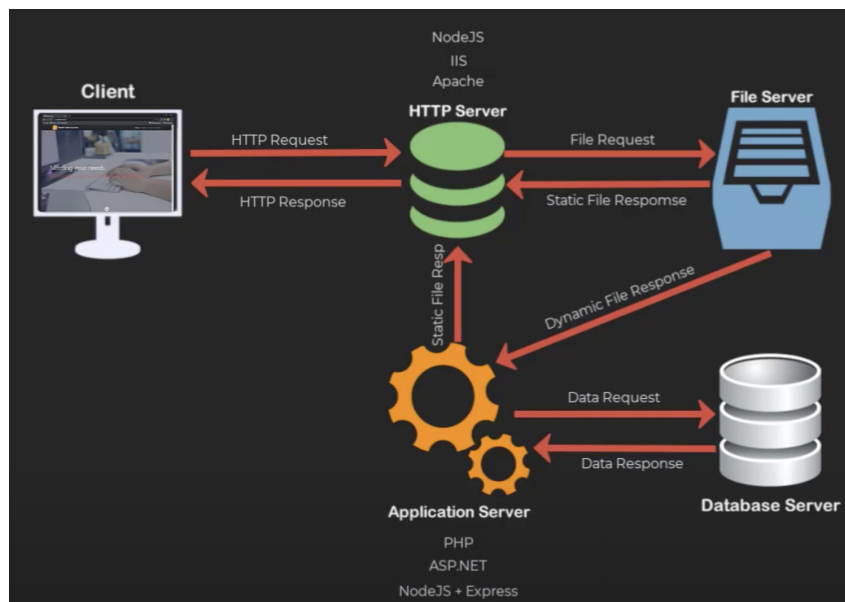 NodeJS
IIS
Apache
Client
HTTP Server
File Server
HTTP Request
File Request
HTTP Response
Static File Respomse
Static File Resp
Dynamic File Response
Data Request
Data Response
Application Server
Database Server
PHP
ASP.NET
NodeJS + Express